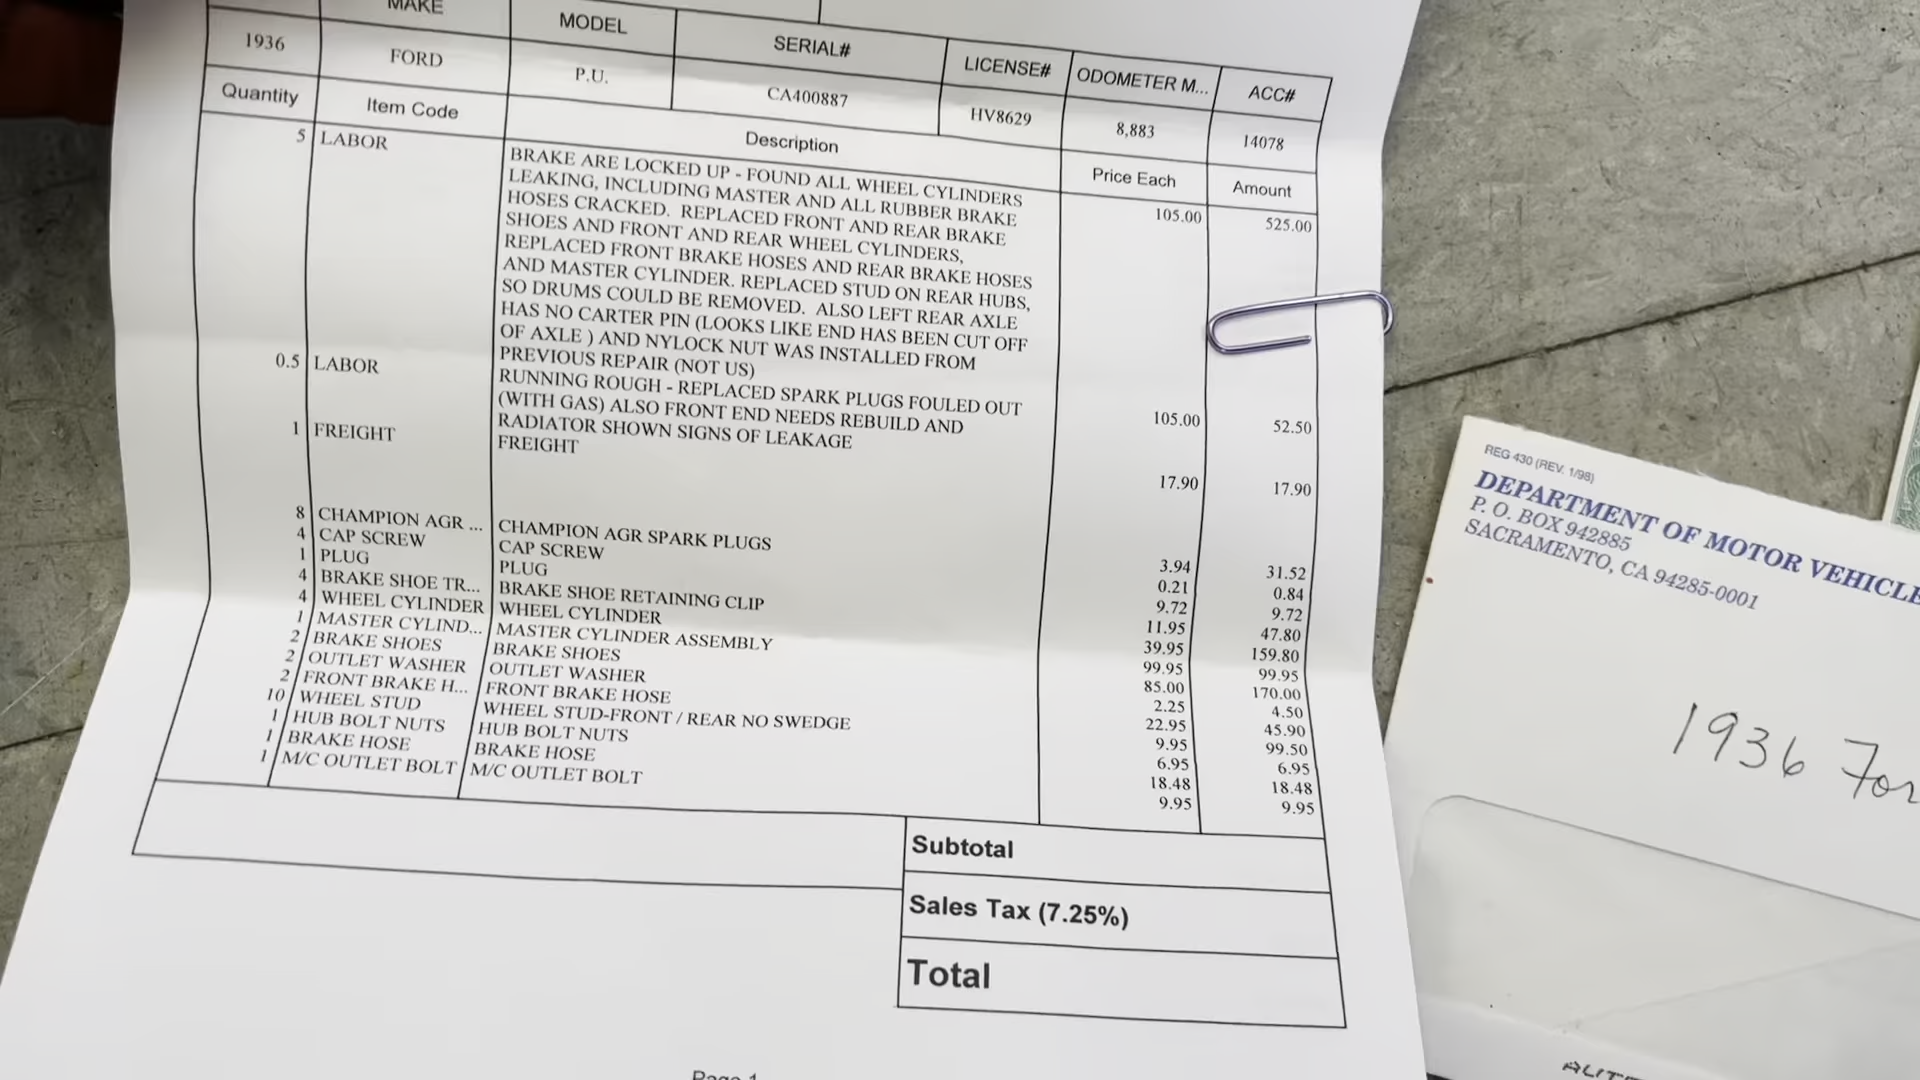 MAKE MODEL SERIAL# LICENSE# ODOMETER M... ACC#
1936 FORD P.U. CA400887 HV8629 8,883 14078
Quantity Item Code Description Price Each Amount
5 LABOR BRAKE ARE LOCKED UP - FOUND ALL WHEEL CYLINDERS 105.00 525.00
LEAKING, INCLUDING MASTER AND ALL RUBBER BRAKE
HOSES CRACKED. REPLACED FRONT AND REAR BRAKE
SHOES AND FRONT AND REAR WHEEL CYLINDERS,
REPLACED FRONT BRAKE HOSES AND REAR BRAKE HOSES
AND MASTER CYLINDER. REPLACED STUD ON REAR HUBS,
SO DRUMS COULD BE REMOVED. ALSO LEFT REAR AXLE
HAS NO CARTER PIN (LOOKS LIKE END HAS BEEN CUT OFF
OF AXLE ) AND NYLOCK NUT WAS INSTALLED FROM
PREVIOUS REPAIR (NOT US)
0.5 LABOR RUNNING ROUGH - REPLACED SPARK PLUGS FOULED OUT 105.00 52.50
(WITH GAS) ALSO FRONT END NEEDS REBUILD AND
RADIATOR SHOWN SIGNS OF LEAKAGE
1 FREIGHT FREIGHT 17.90 17.90
8 CHAMPION AGR ... CHAMPION AGR SPARK PLUGS 3.94 31.52
4 CAP SCREW CAP SCREW 0.21 0.84
1 PLUG PLUG 9.72 9.72
4 BRAKE SHOE TR... BRAKE SHOE RETAINING CLIP 11.95 47.80
4 WHEEL CYLINDER WHEEL CYLINDER 39.95 159.80
1 MASTER CYLIND... MASTER CYLINDER ASSEMBLY 99.95 99.95
2 BRAKE SHOES BRAKE SHOES 85.00 170.00
2 OUTLET WASHER OUTLET WASHER 2.25 4.50
2 FRONT BRAKE H... FRONT BRAKE HOSE 22.95 45.90
10 WHEEL STUD WHEEL STUD-FRONT / REAR NO SWEDGE 9.95 99.50
1 HUB BOLT NUTS HUB BOLT NUTS 6.95 6.95
1 BRAKE HOSE BRAKE HOSE 18.48 18.48
1 M/C OUTLET BOLT M/C OUTLET BOLT 9.95 9.95
Subtotal
Sales Tax (7.25%)
Total
Page 1
REG 430 (REV. 1/98)
DEPARTMENT OF MOTOR VEHICLE
P. O. BOX 942885
SACRAMENTO, CA 94285-0001
1936 For